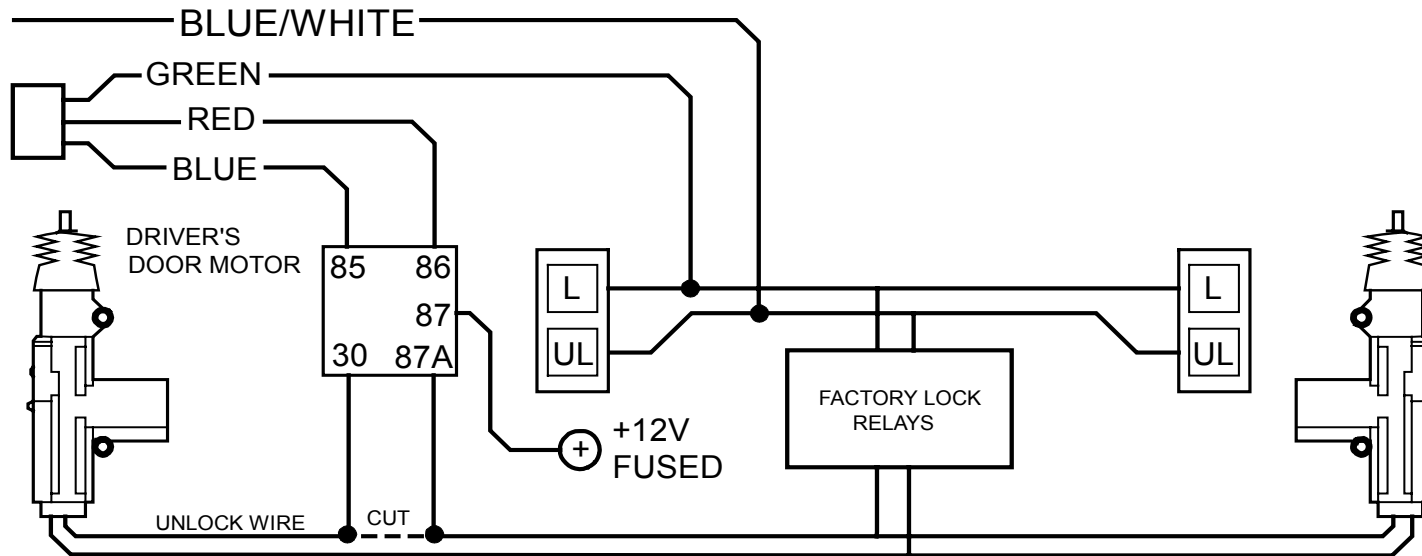 BLUE/WHITE
GREEN
RED
BLUE
DRIVER'S
DOOR MOTOR
85 86
87
30 87A
L
UL
L
UL
FACTORY LOCK
RELAYS
+
+12V
FUSED
UNLOCK WIRE
CUT